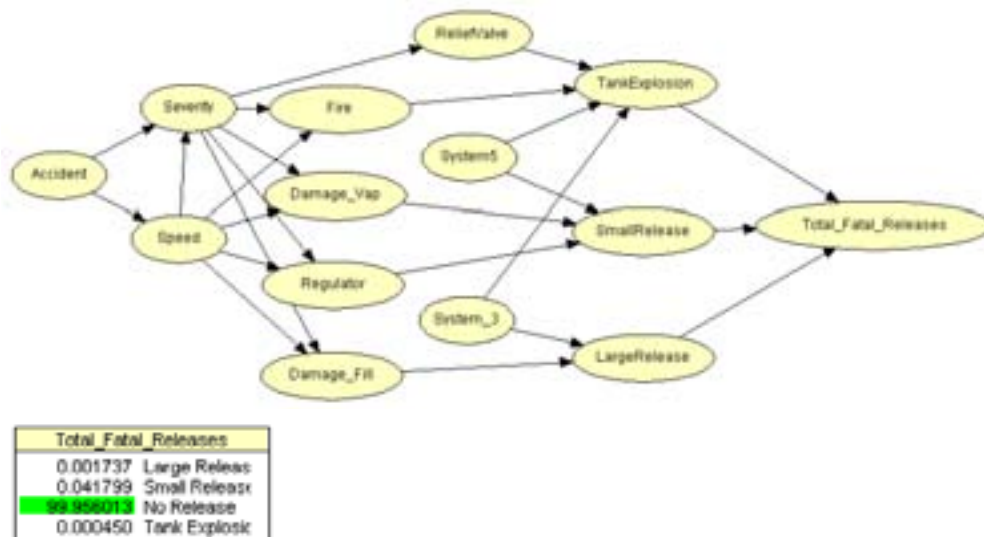 ReliefValve
TankExplosion
Severity
Fire
System5
Accident
Damage_Vap
Total_Fatal_Releases
Speed
SmallRelease
Regulator
System_3
LargeRelease
Damage_Fill
Total_Fatal_Releases
0.001737 Large Releas
0.041799 Small Release
99.956013 No Release
0.000450 Tank Explosic